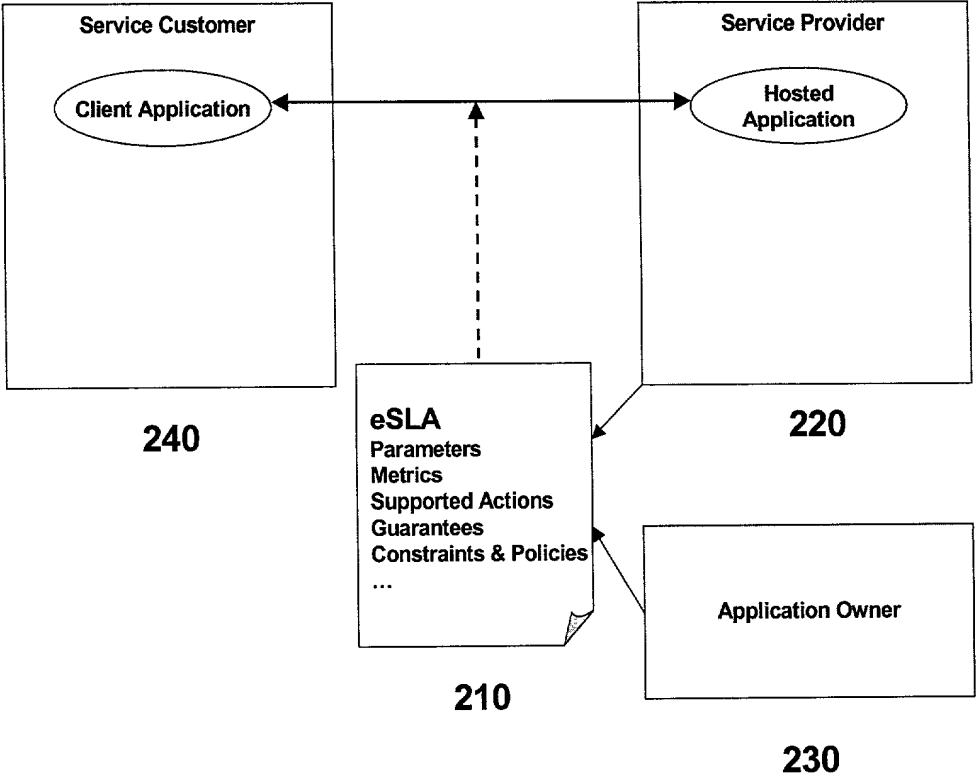 Service Customer
Client Application
Service Provider
Hosted
Application
240
220
eSLA
Parameters
Metrics
Supported Actions
Guarantees
Constraints & Policies
...
Application Owner
210
230